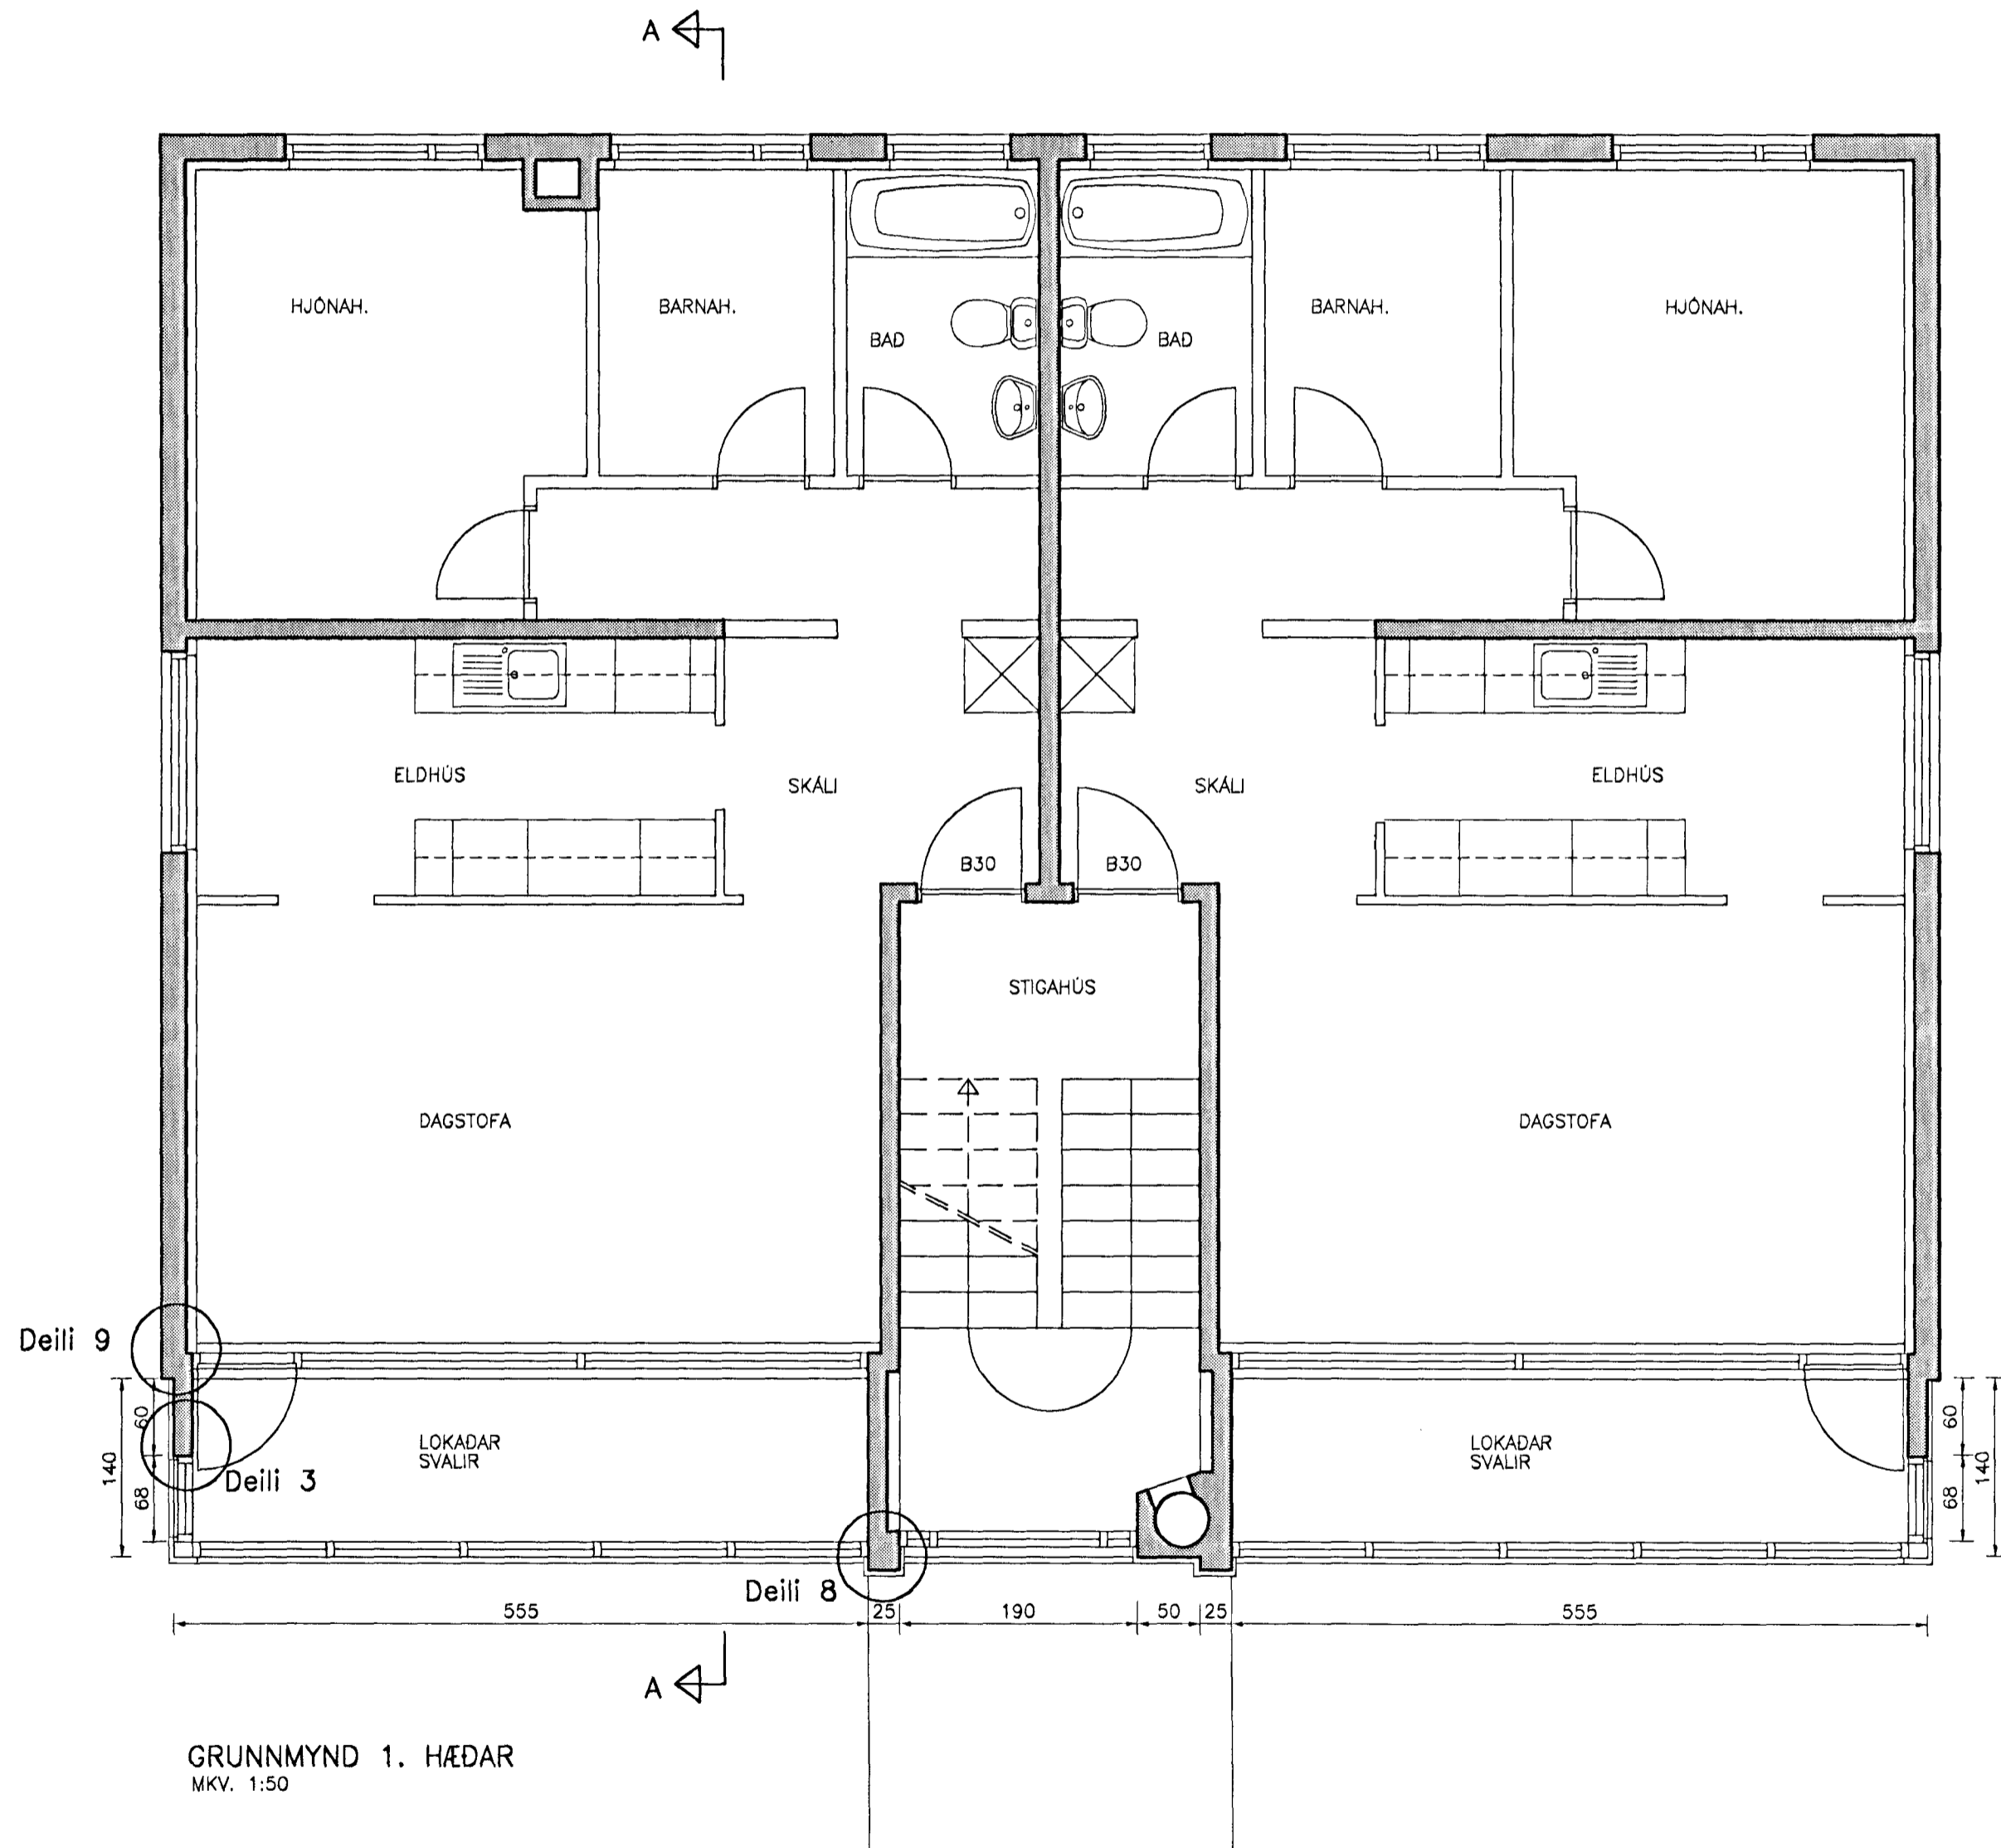 A
HJÓNAH.
BARNAH.
BAÐ
BAÐ
BARNAH.
HJÓNAH.
ELDHÚS
SKÁLI
SKÁLI
ELDHÚS
B30
B30
STIGAHÚS
DAGSTOFA
DAGSTOFA
Deili 9
60
140
68
Deili 3
LOKAÐAR
SVALIR
LOKAÐAR
SVALIR
60
140
68
Deili 8
555
25
190
50
25
555
A
GRUNNMYND 1. HÆÐAR
MKV. 1:50